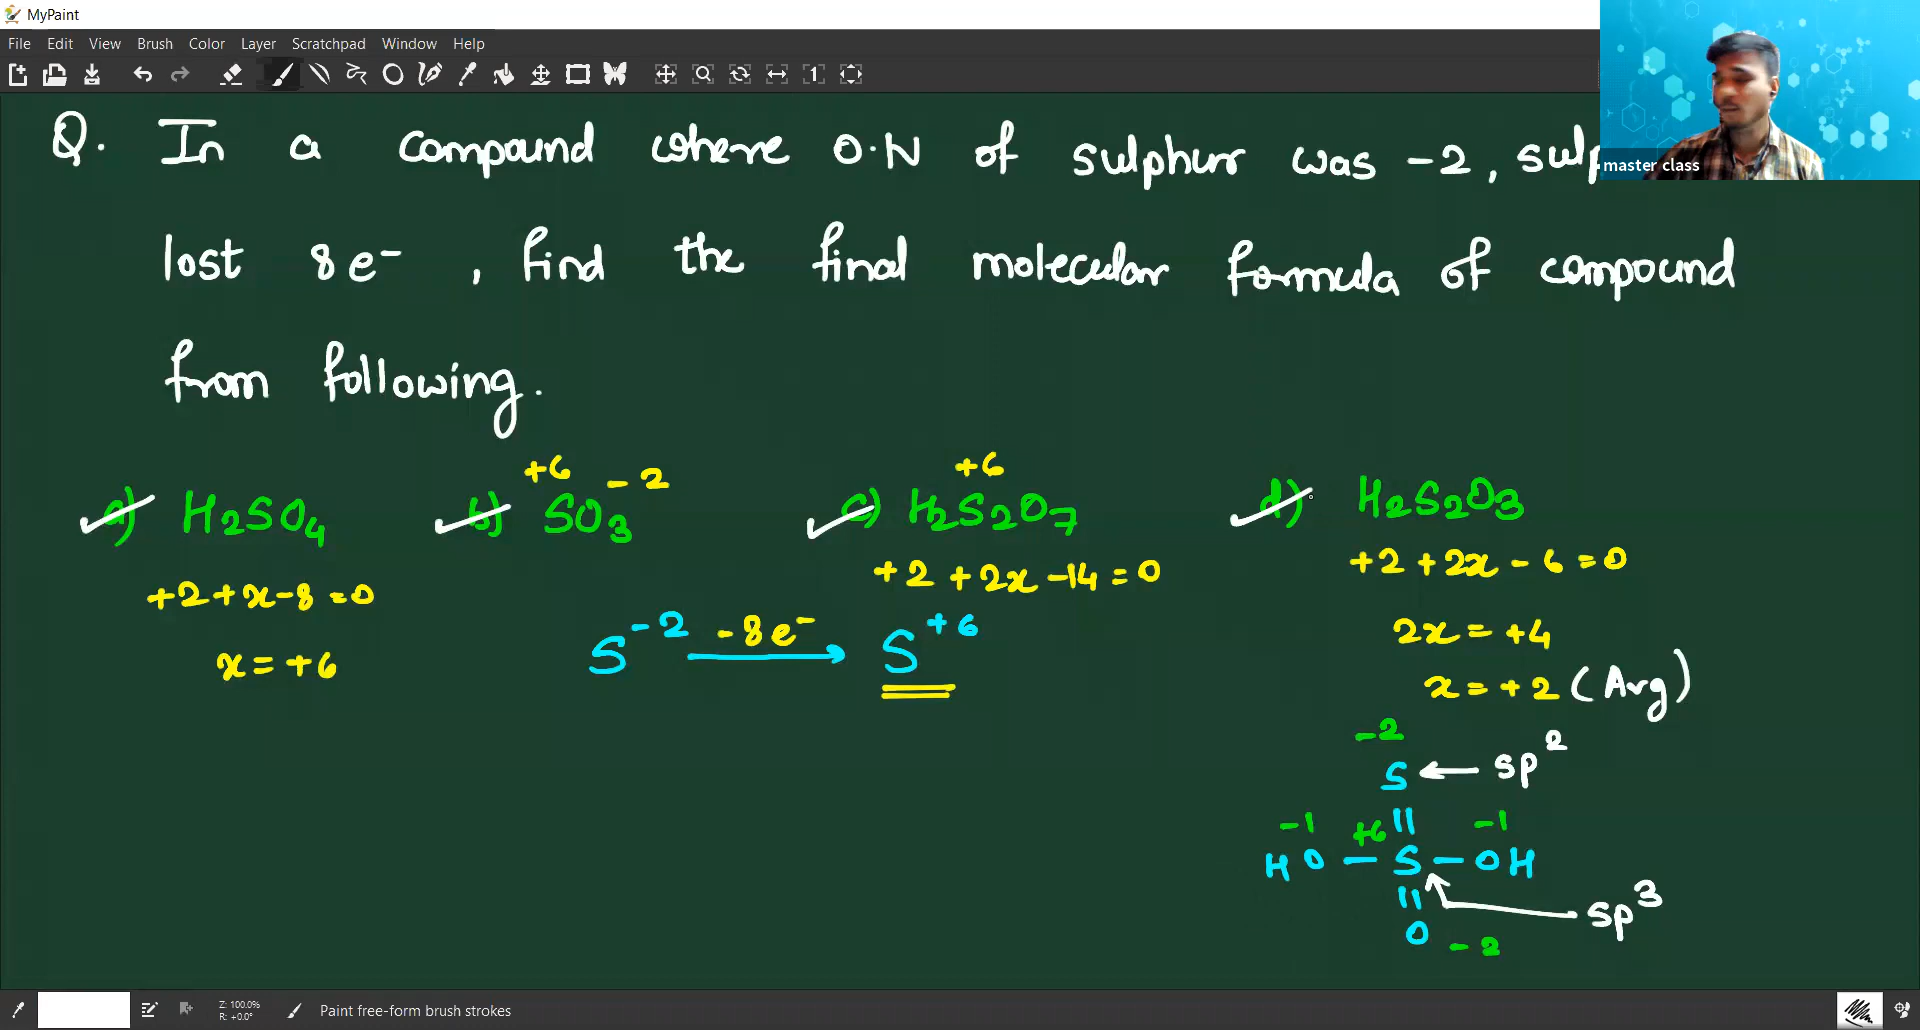 MyPaint
File Edit View Brush Color Layer Scratchpad Window Help
master class
Q. In a compound where O.N of sulphur was -2,
lost 8e⁻, find the final molecular formula of compound
from following.
+6 -2 +6
a) H2SO4 b) SO3 c) H2S2O7 d) H2S2O3
+2+x-8=0 +2+2x-14=0 +2+2x-6=0
S⁻² -8e⁻ S⁺⁶ 2x=+4
x=+6 x=+2 (Avg)
-2
S sp²
-1 +6 -1
HO-S-OH
sp³
O -2
Z: 100.0%
R: +0.0°
Paint free-form brush strokes